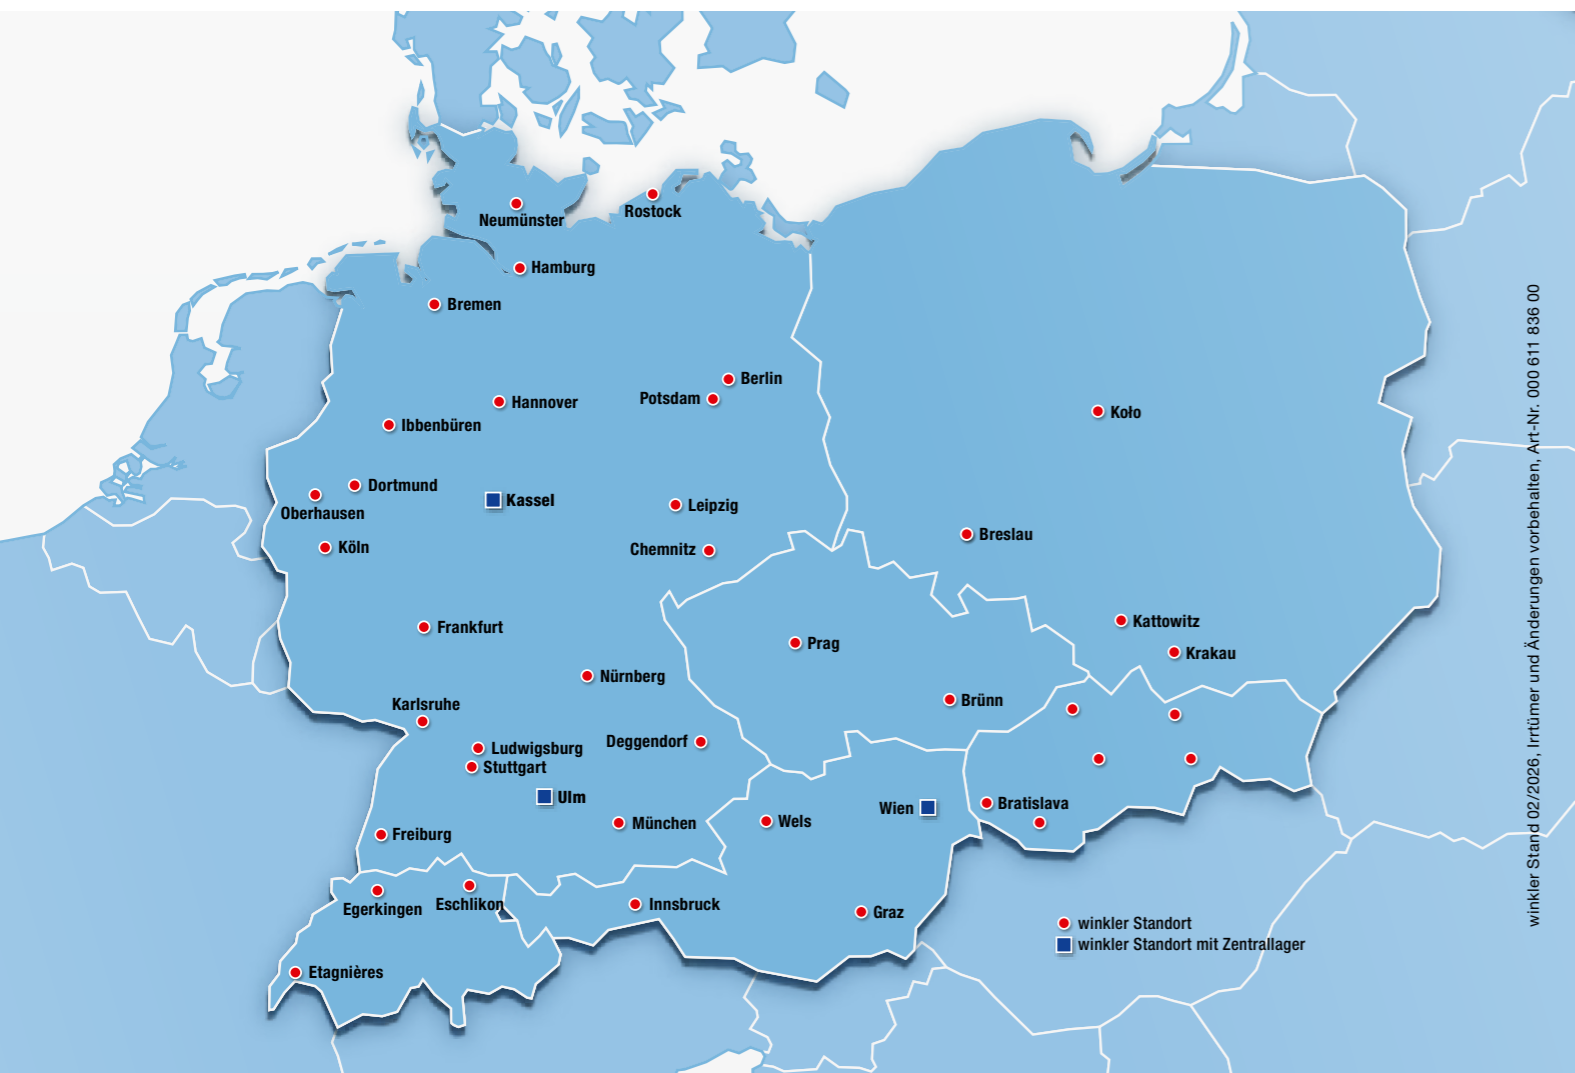 Neumünster
Rostock
Hamburg
Bremen
Berlin
Potsdam
Hannover
Ibbenbüren
Koło
Dortmund
Oberhausen
Kassel
Leipzig
Breslau
Köln
Chemnitz
Frankfurt
Kattowitz
Prag
Krakau
Nürnberg
Brünn
Karlsruhe
Ludwigsburg
Deggendorf
Stuttgart
Ulm
Bratislava
Wien
München
Wels
Freiburg
Egerkingen
Eschlikon
Innsbruck
Graz
Etagnières
winkler Standort
winkler Standort mit Zentrallager
winkler Stand 02/2026, Irrtümer und Änderungen vorbehalten, Art-Nr. 000 611 836 00